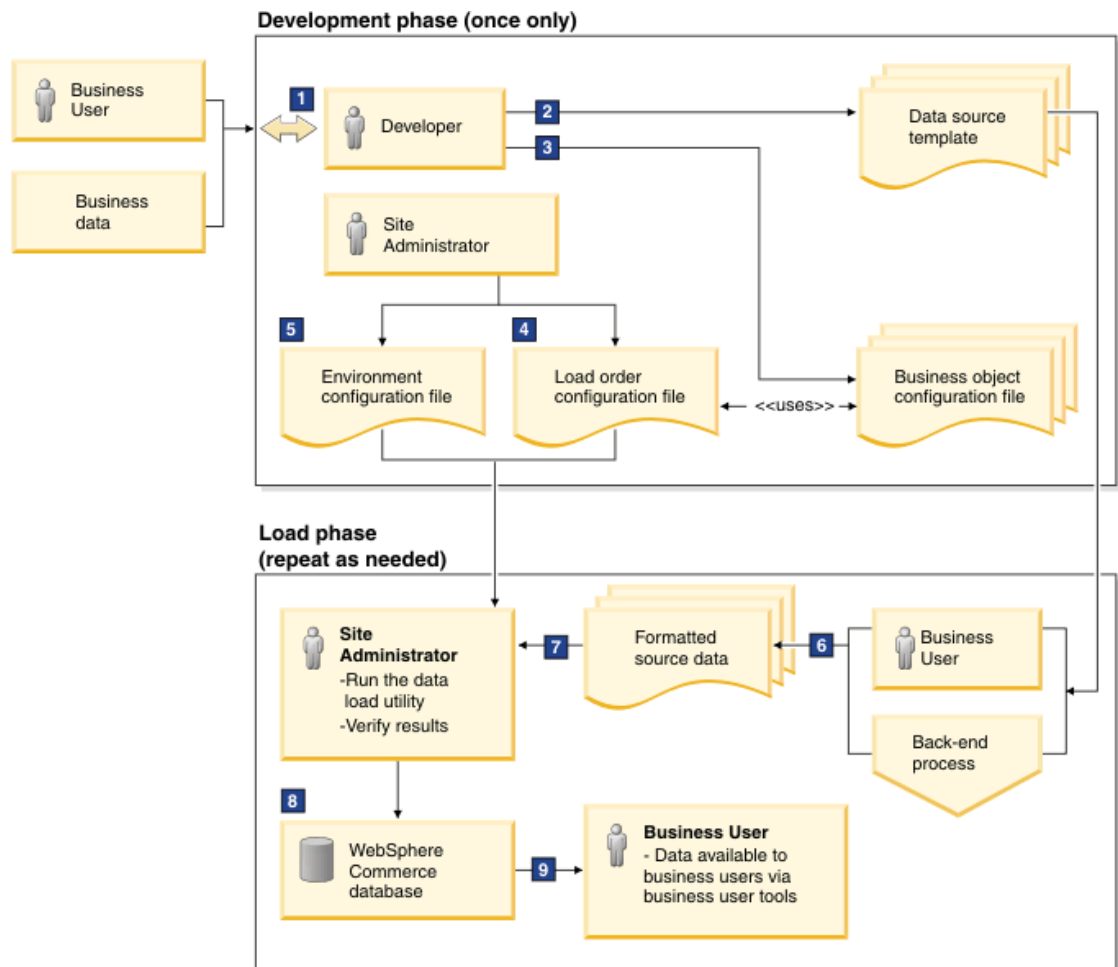 Development phase (once only)
Business
User
Business
data
1
Developer
2
3
Data source
template
Site
Administrator
5
4
Environment
configuration file
Load order
configuration file
<<uses>>
Business object
configuration file
Load phase
(repeat as needed)
Site
Administrator
-Run the data
load utility
-Verify results
7
Formatted
source data
6
Business
User
Back-end
process
8
WebSphere
Commerce
database
9
Business User
- Data available to
business users via
business user tools